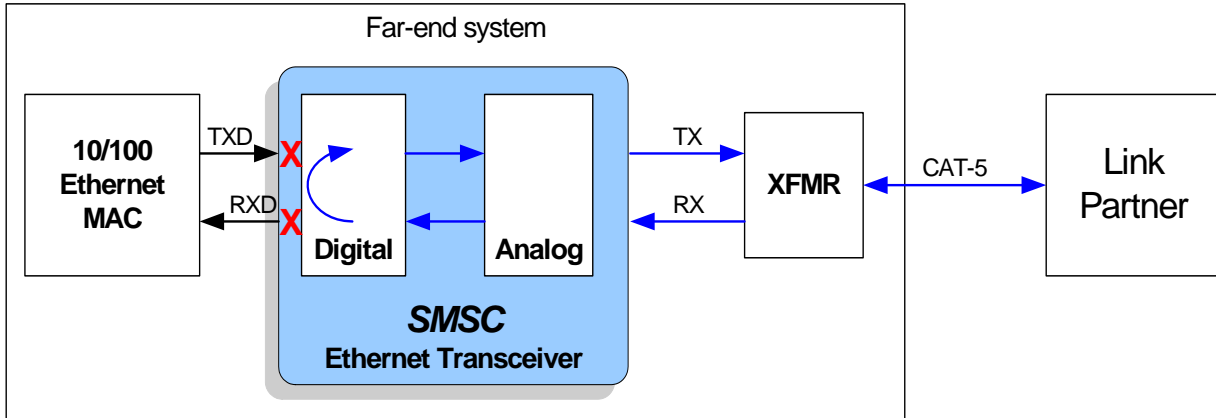 Far-end system
10/100
Ethernet
MAC
TXD
RXD
X
X
Digital
Analog
SMSC
Ethernet Transceiver
TX
RX
XFMR
CAT-5
Link
Partner